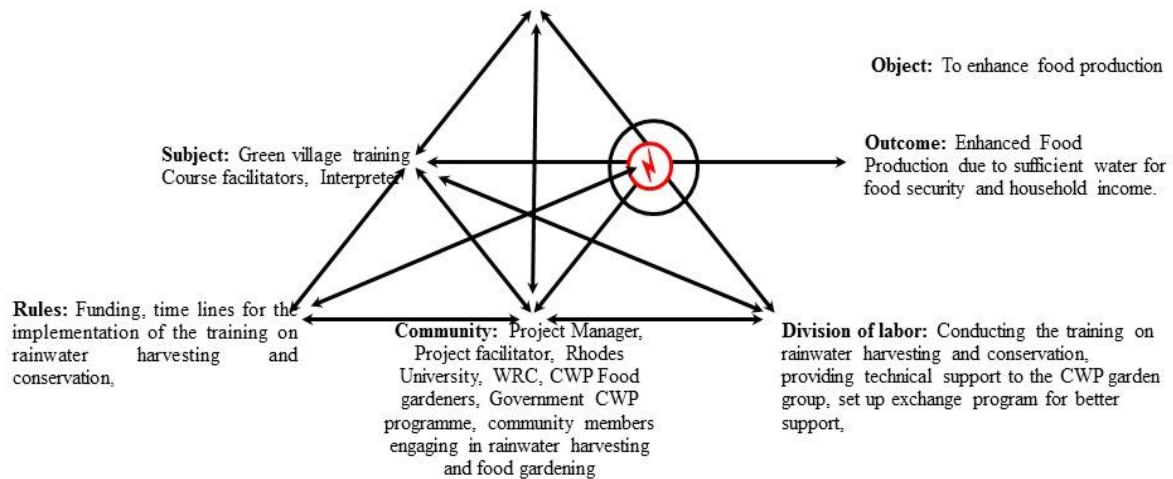 Object: To enhance food production
Subject: Green village training
Course facilitators, Interpreter
Outcome: Enhanced Food
Production due to sufficient water for
food security and household income.
Rules: Funding, time lines for the
implementation of the training on
rainwater harvesting and
conservation,
Community: Project Manager,
Project facilitator, Rhodes
University, WRC, CWP Food
gardeners, Government CWP
programme, community members
engaging in rainwater harvesting
and food gardening
Division of labor: Conducting the training on
rainwater harvesting and conservation,
providing technical support to the CWP garden
group, set up exchange program for better
support,